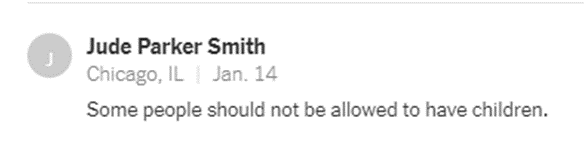 J
Jude Parker Smith
Chicago, IL | Jan. 14
Some people should not be allowed to have children.